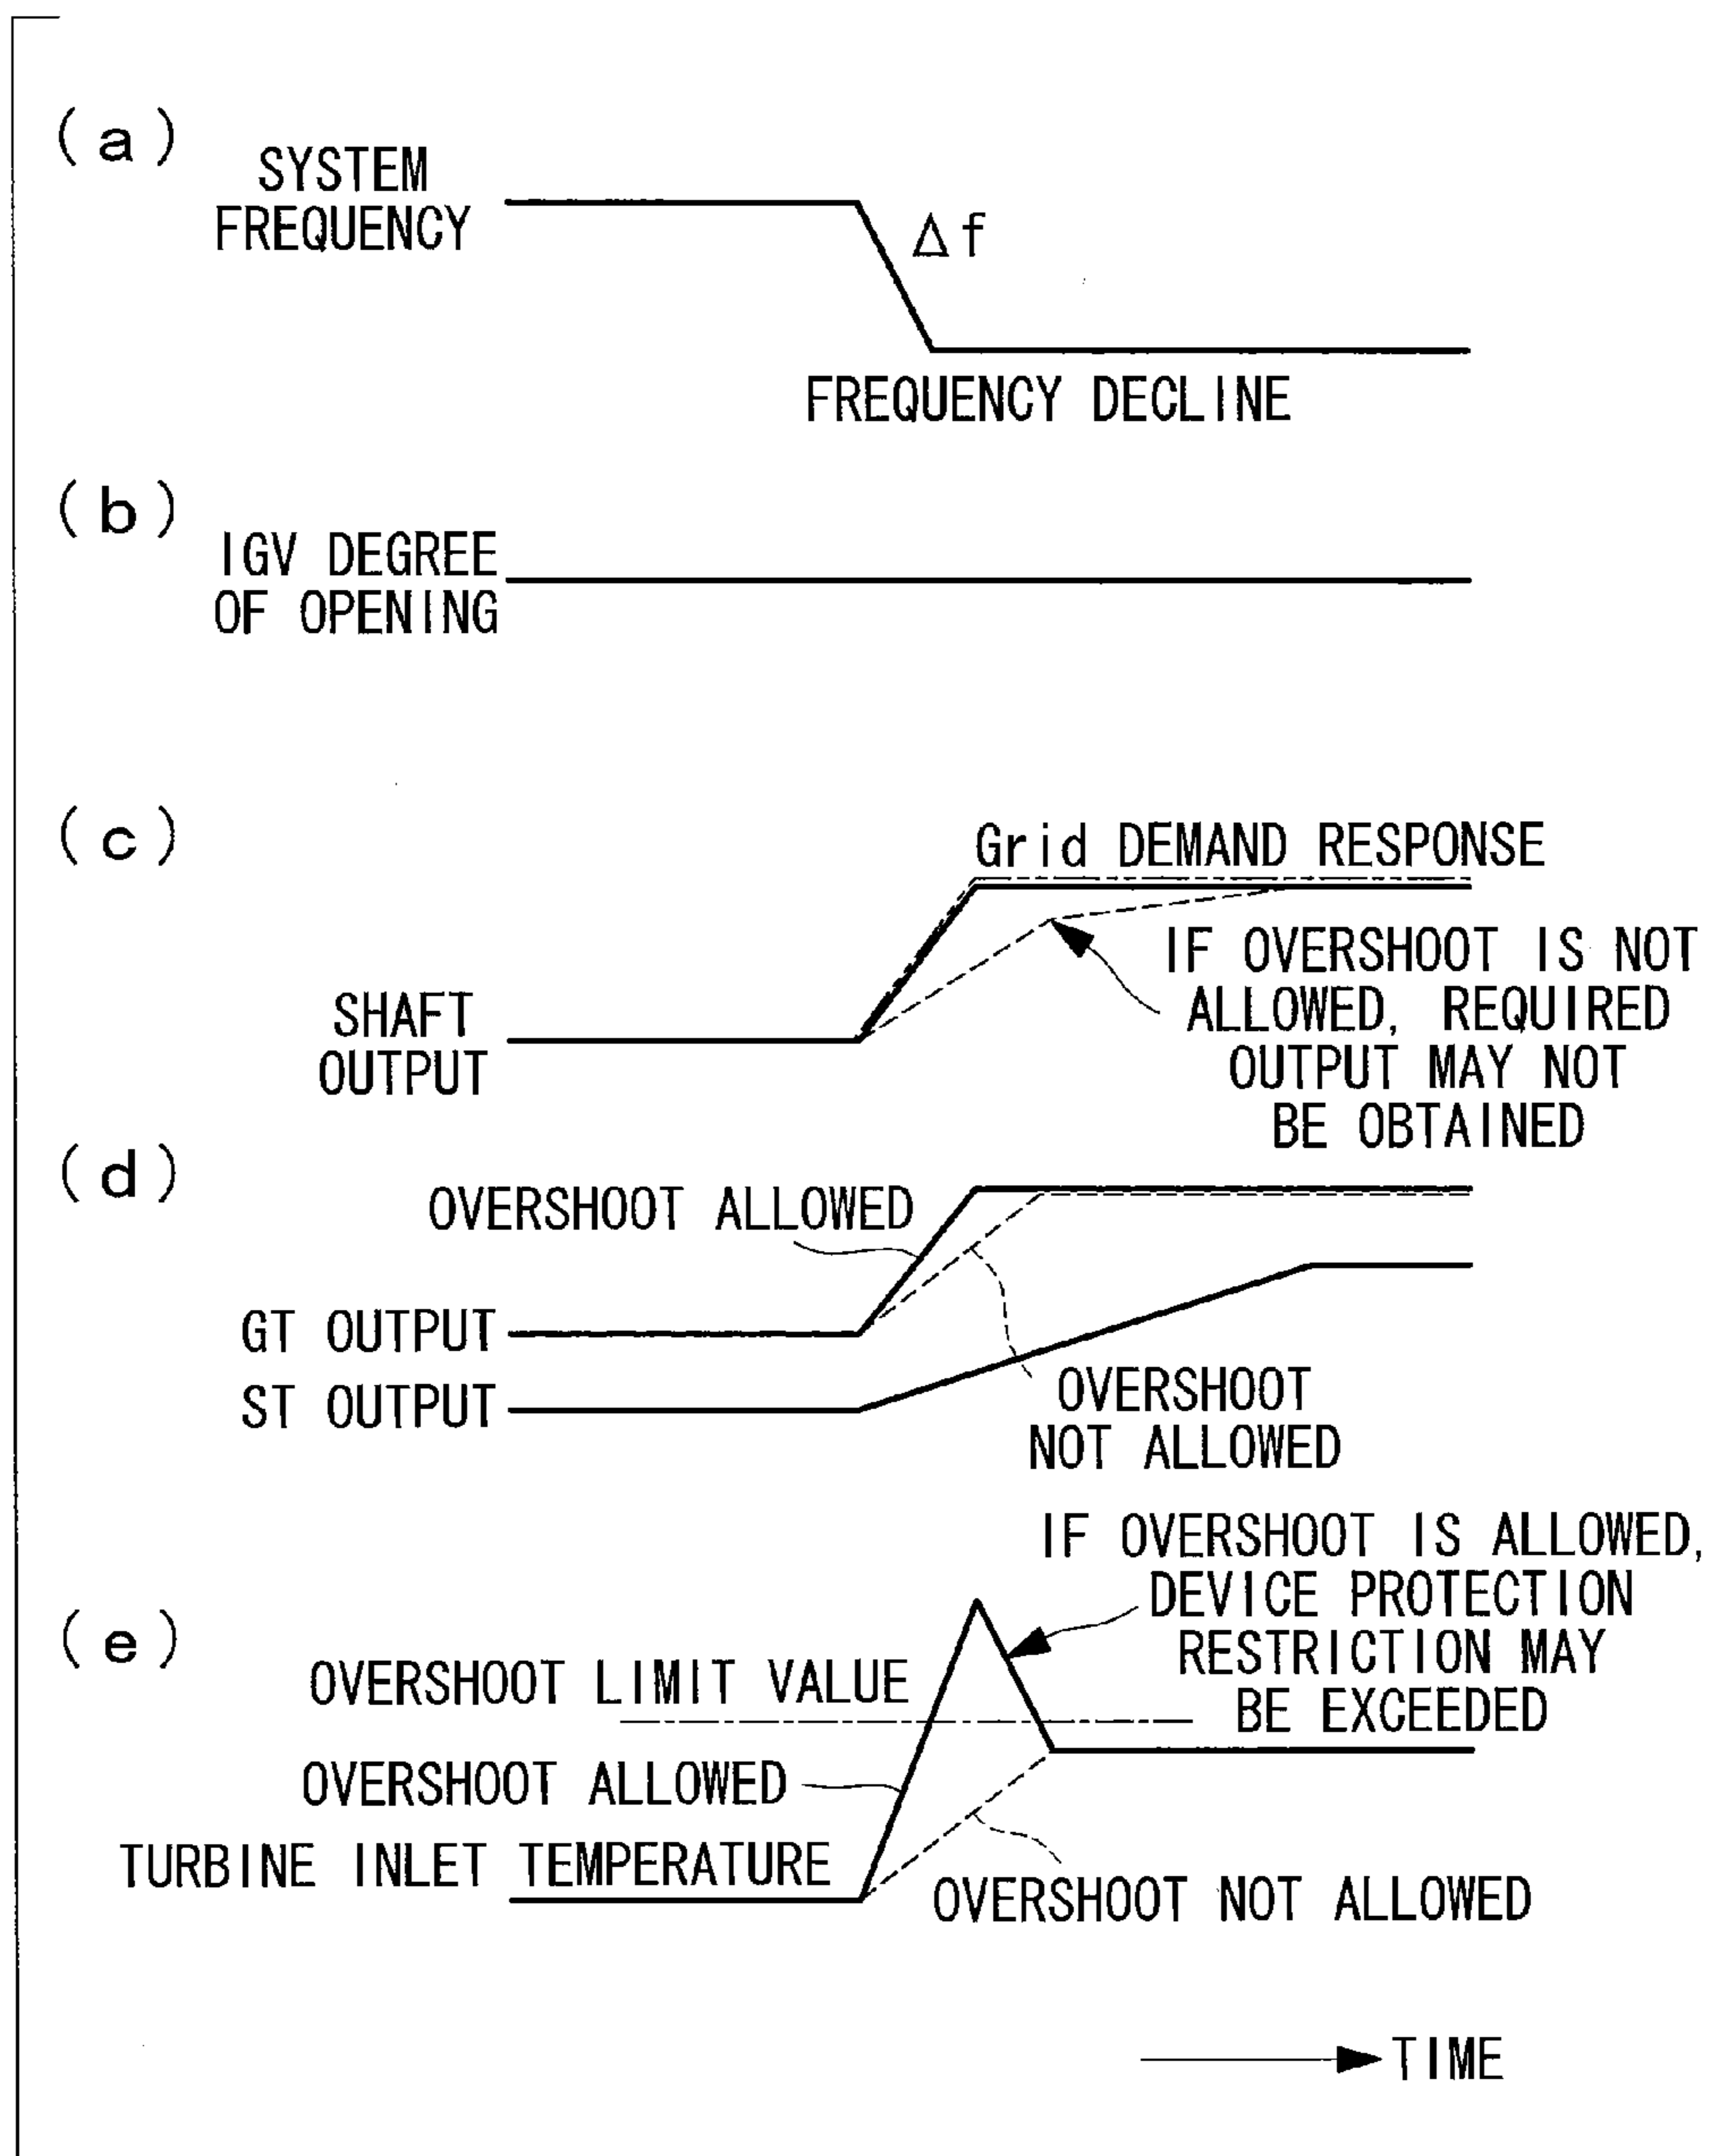 (a)
SYSTEM
FREQUENCY
Δf
FREQUENCY DECLINE
(b)
IGV DEGREE
OF OPENING
(c)
Grid DEMAND RESPONSE
IF OVERSHOOT IS NOT
ALLOWED, REQUIRED
OUTPUT MAY NOT
BE OBTAINED
SHAFT
OUTPUT
(d)
OVERSHOOT ALLOWED
GT OUTPUT
ST OUTPUT
OVERSHOOT
NOT ALLOWED
(e)
IF OVERSHOOT IS ALLOWED,
DEVICE PROTECTION
RESTRICTION MAY
BE EXCEEDED
OVERSHOOT LIMIT VALUE
OVERSHOOT ALLOWED
TURBINE INLET TEMPERATURE
OVERSHOOT NOT ALLOWED
TIME